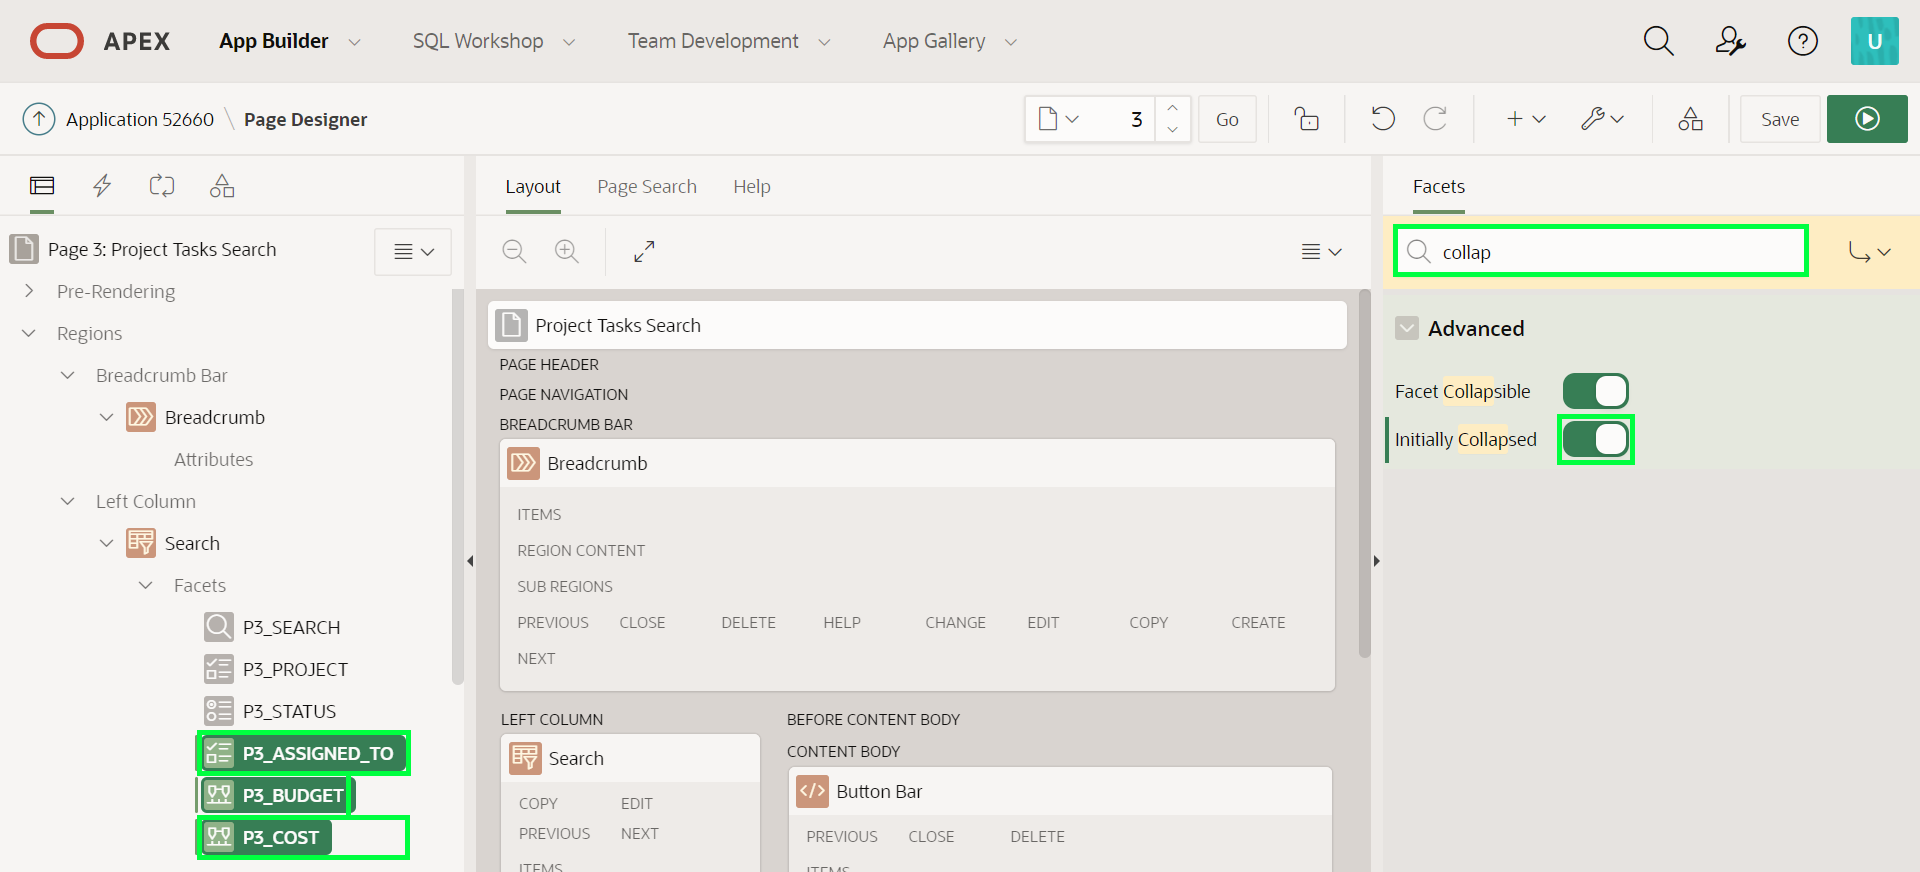 APEX App Builder SQL Workshop Team Development App Gallery U
Application 52660 \ Page Designer 3 Go Save
Layout Page Search Help
Facets
Page 3: Project Tasks Search
Pre-Rendering
Regions
Breadcrumb Bar
Breadcrumb
Attributes
Left Column
Search
Facets
P3_SEARCH
P3_PROJECT
P3_STATUS
P3_ASSIGNED_TO
P3_BUDGET
P3_COST
Project Tasks Search
PAGE HEADER
PAGE NAVIGATION
BREADCRUMB BAR
Breadcrumb
ITEMS
REGION CONTENT
SUB REGIONS
PREVIOUS CLOSE DELETE HELP CHANGE EDIT COPY CREATE
NEXT
LEFT COLUMN
Search
COPY EDIT
PREVIOUS NEXT
ITEMS
BEFORE CONTENT BODY
CONTENT BODY
</> Button Bar
PREVIOUS CLOSE DELETE
ITEMS
collap
Advanced
Facet Collapsible
Initially Collapsed